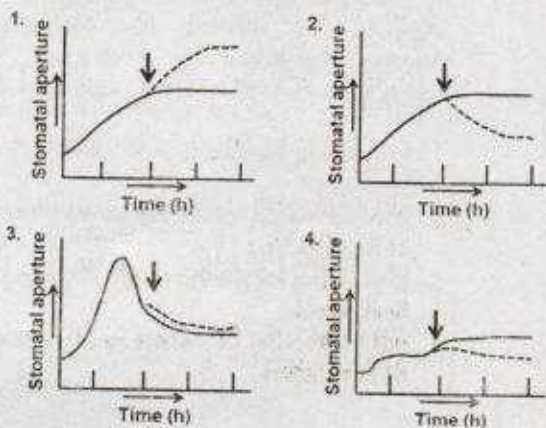 1.
Stomatal aperture
Time (h)
2.
Stomatal aperture
Time (h)
3.
Stomatal aperture
Time (h)
4.
Stomatal aperture
Time (h)